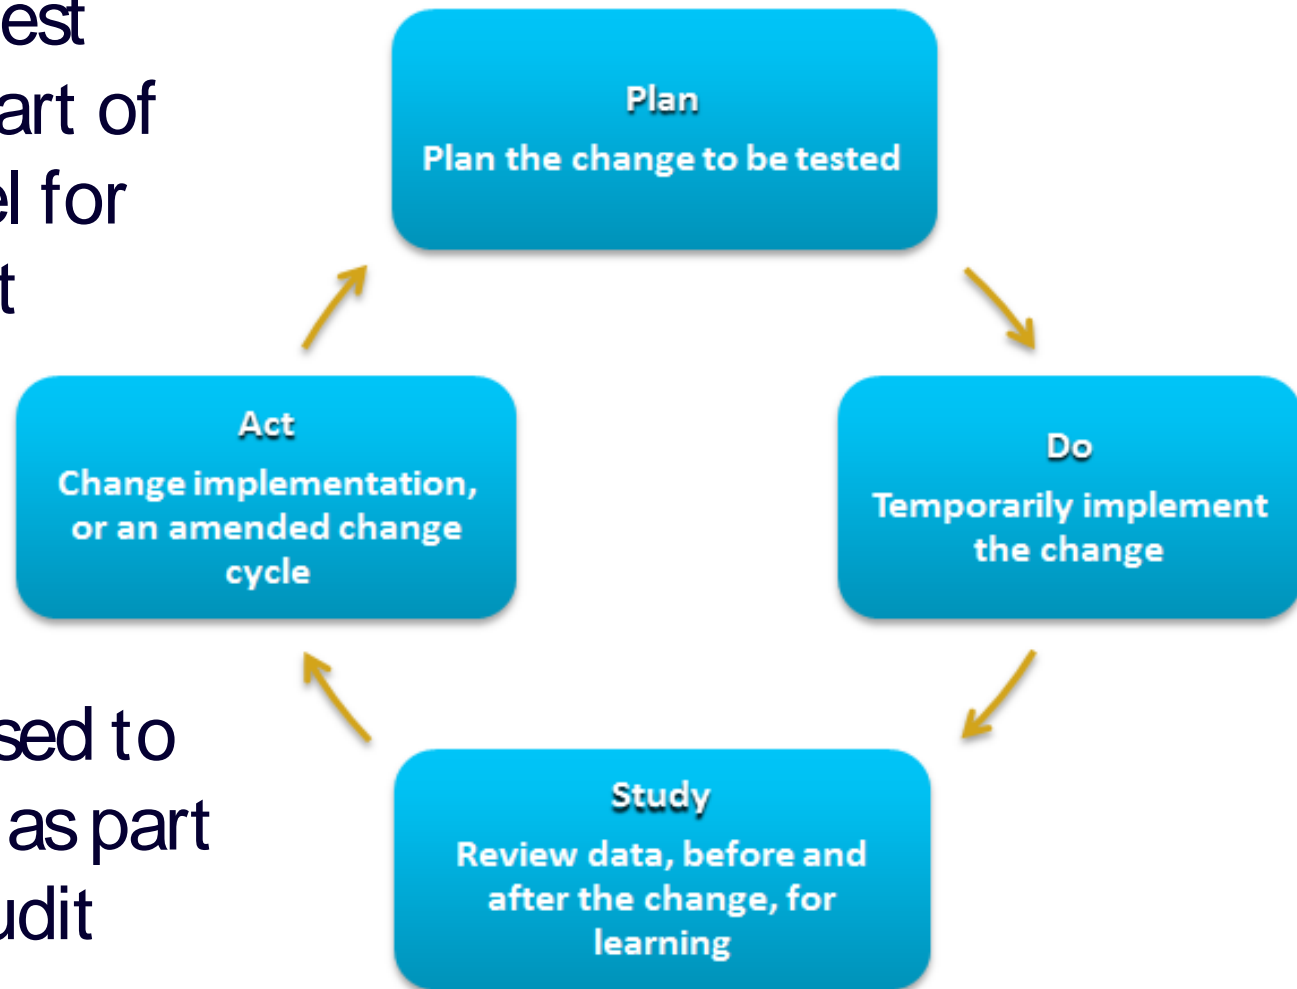 est
art of
el for
t
sed to
as part
udit
Plan
Plan the change to be tested
Do
Temporarily implement
the change
Study
Review data, before and
after the change, for
learning
Act
Change implementation,
or an amended change
cycle